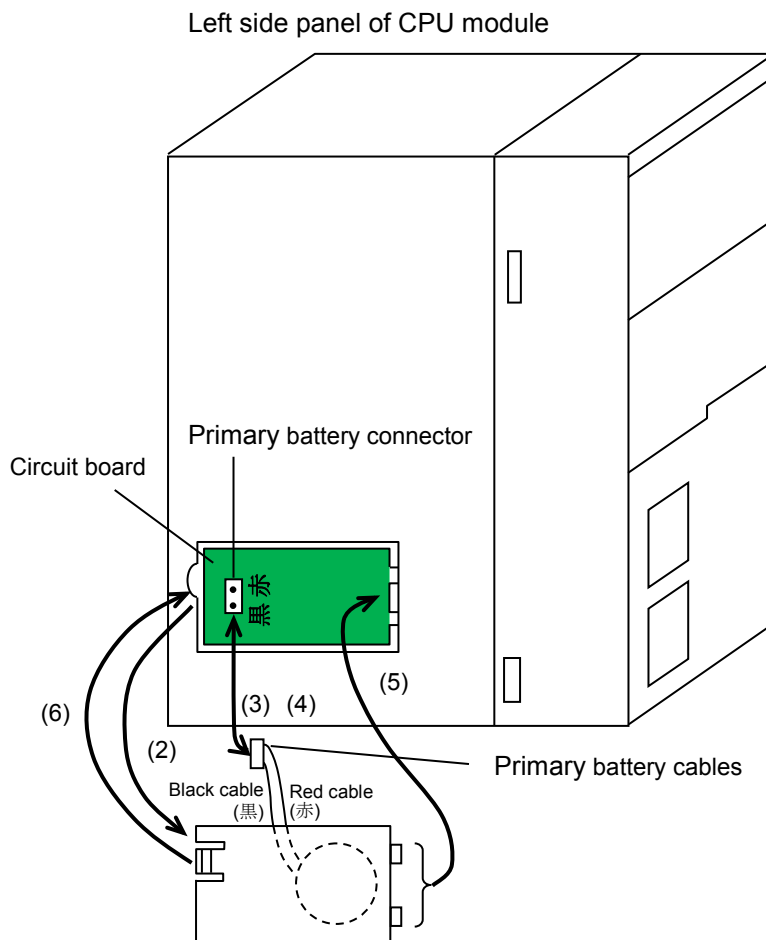 Left side panel of CPU module
Primary battery connector
Circuit board
黒 赤
(5)
(6)
(3) (4)
(2)
Primary battery cables
Black cable
(黒)
Red cable
(赤)